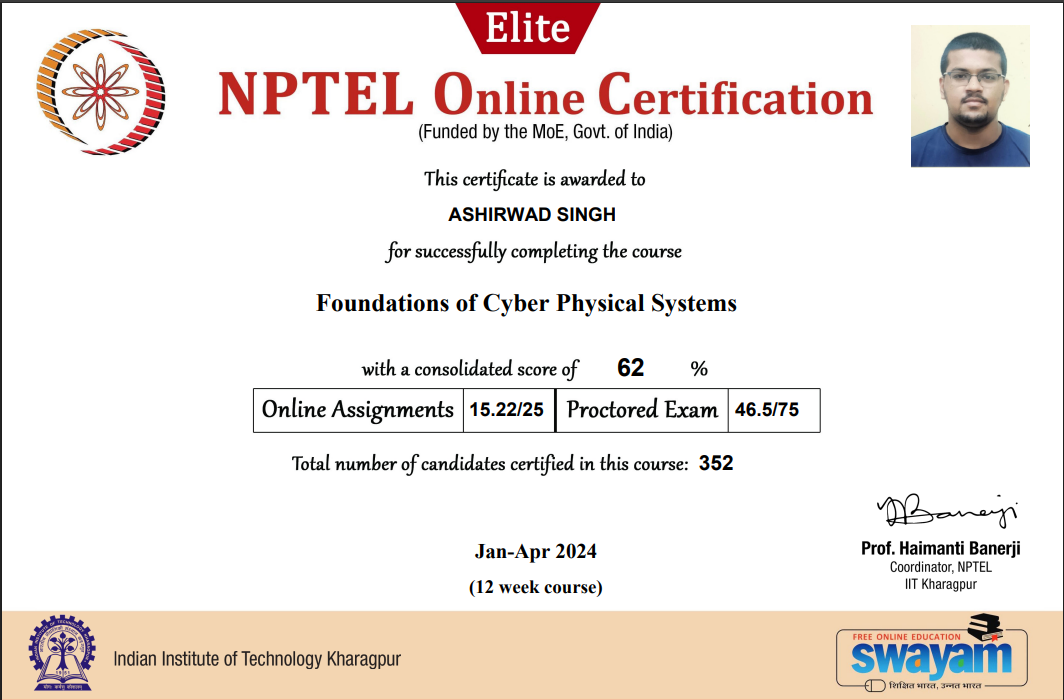 Elite
NPTEL Online Certification
(Funded by the MoE, Govt. of India)
This certificate is awarded to
ASHIRWAD SINGH
for successfully completing the course
Foundations of Cyber Physical Systems
with a consolidated score of 62 %
Online Assignments 15.22/25 Proctored Exam 46.5/75
Total number of candidates certified in this course: 352
Jan-Apr 2024
(12 week course)
Prof. Haimanti Banerji
Coordinator, NPTEL
IIT Kharagpur
Indian Institute of Technology Kharagpur
FREE ONLINE EDUCATION
swayam
शिक्षित भारत, उन्नत भारत